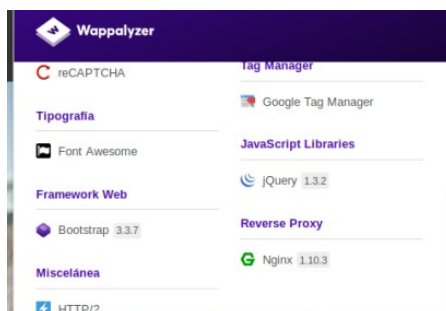 Wappalyzer
reCAPTCHA
Tipografía
Font Awesome
Framework Web
Bootstrap 3.3.7
Miscelánea
HTTP/2
Tag Manager
Google Tag Manager
JavaScript Libraries
jQuery 1.3.2
Reverse Proxy
Nginx 1.10.3